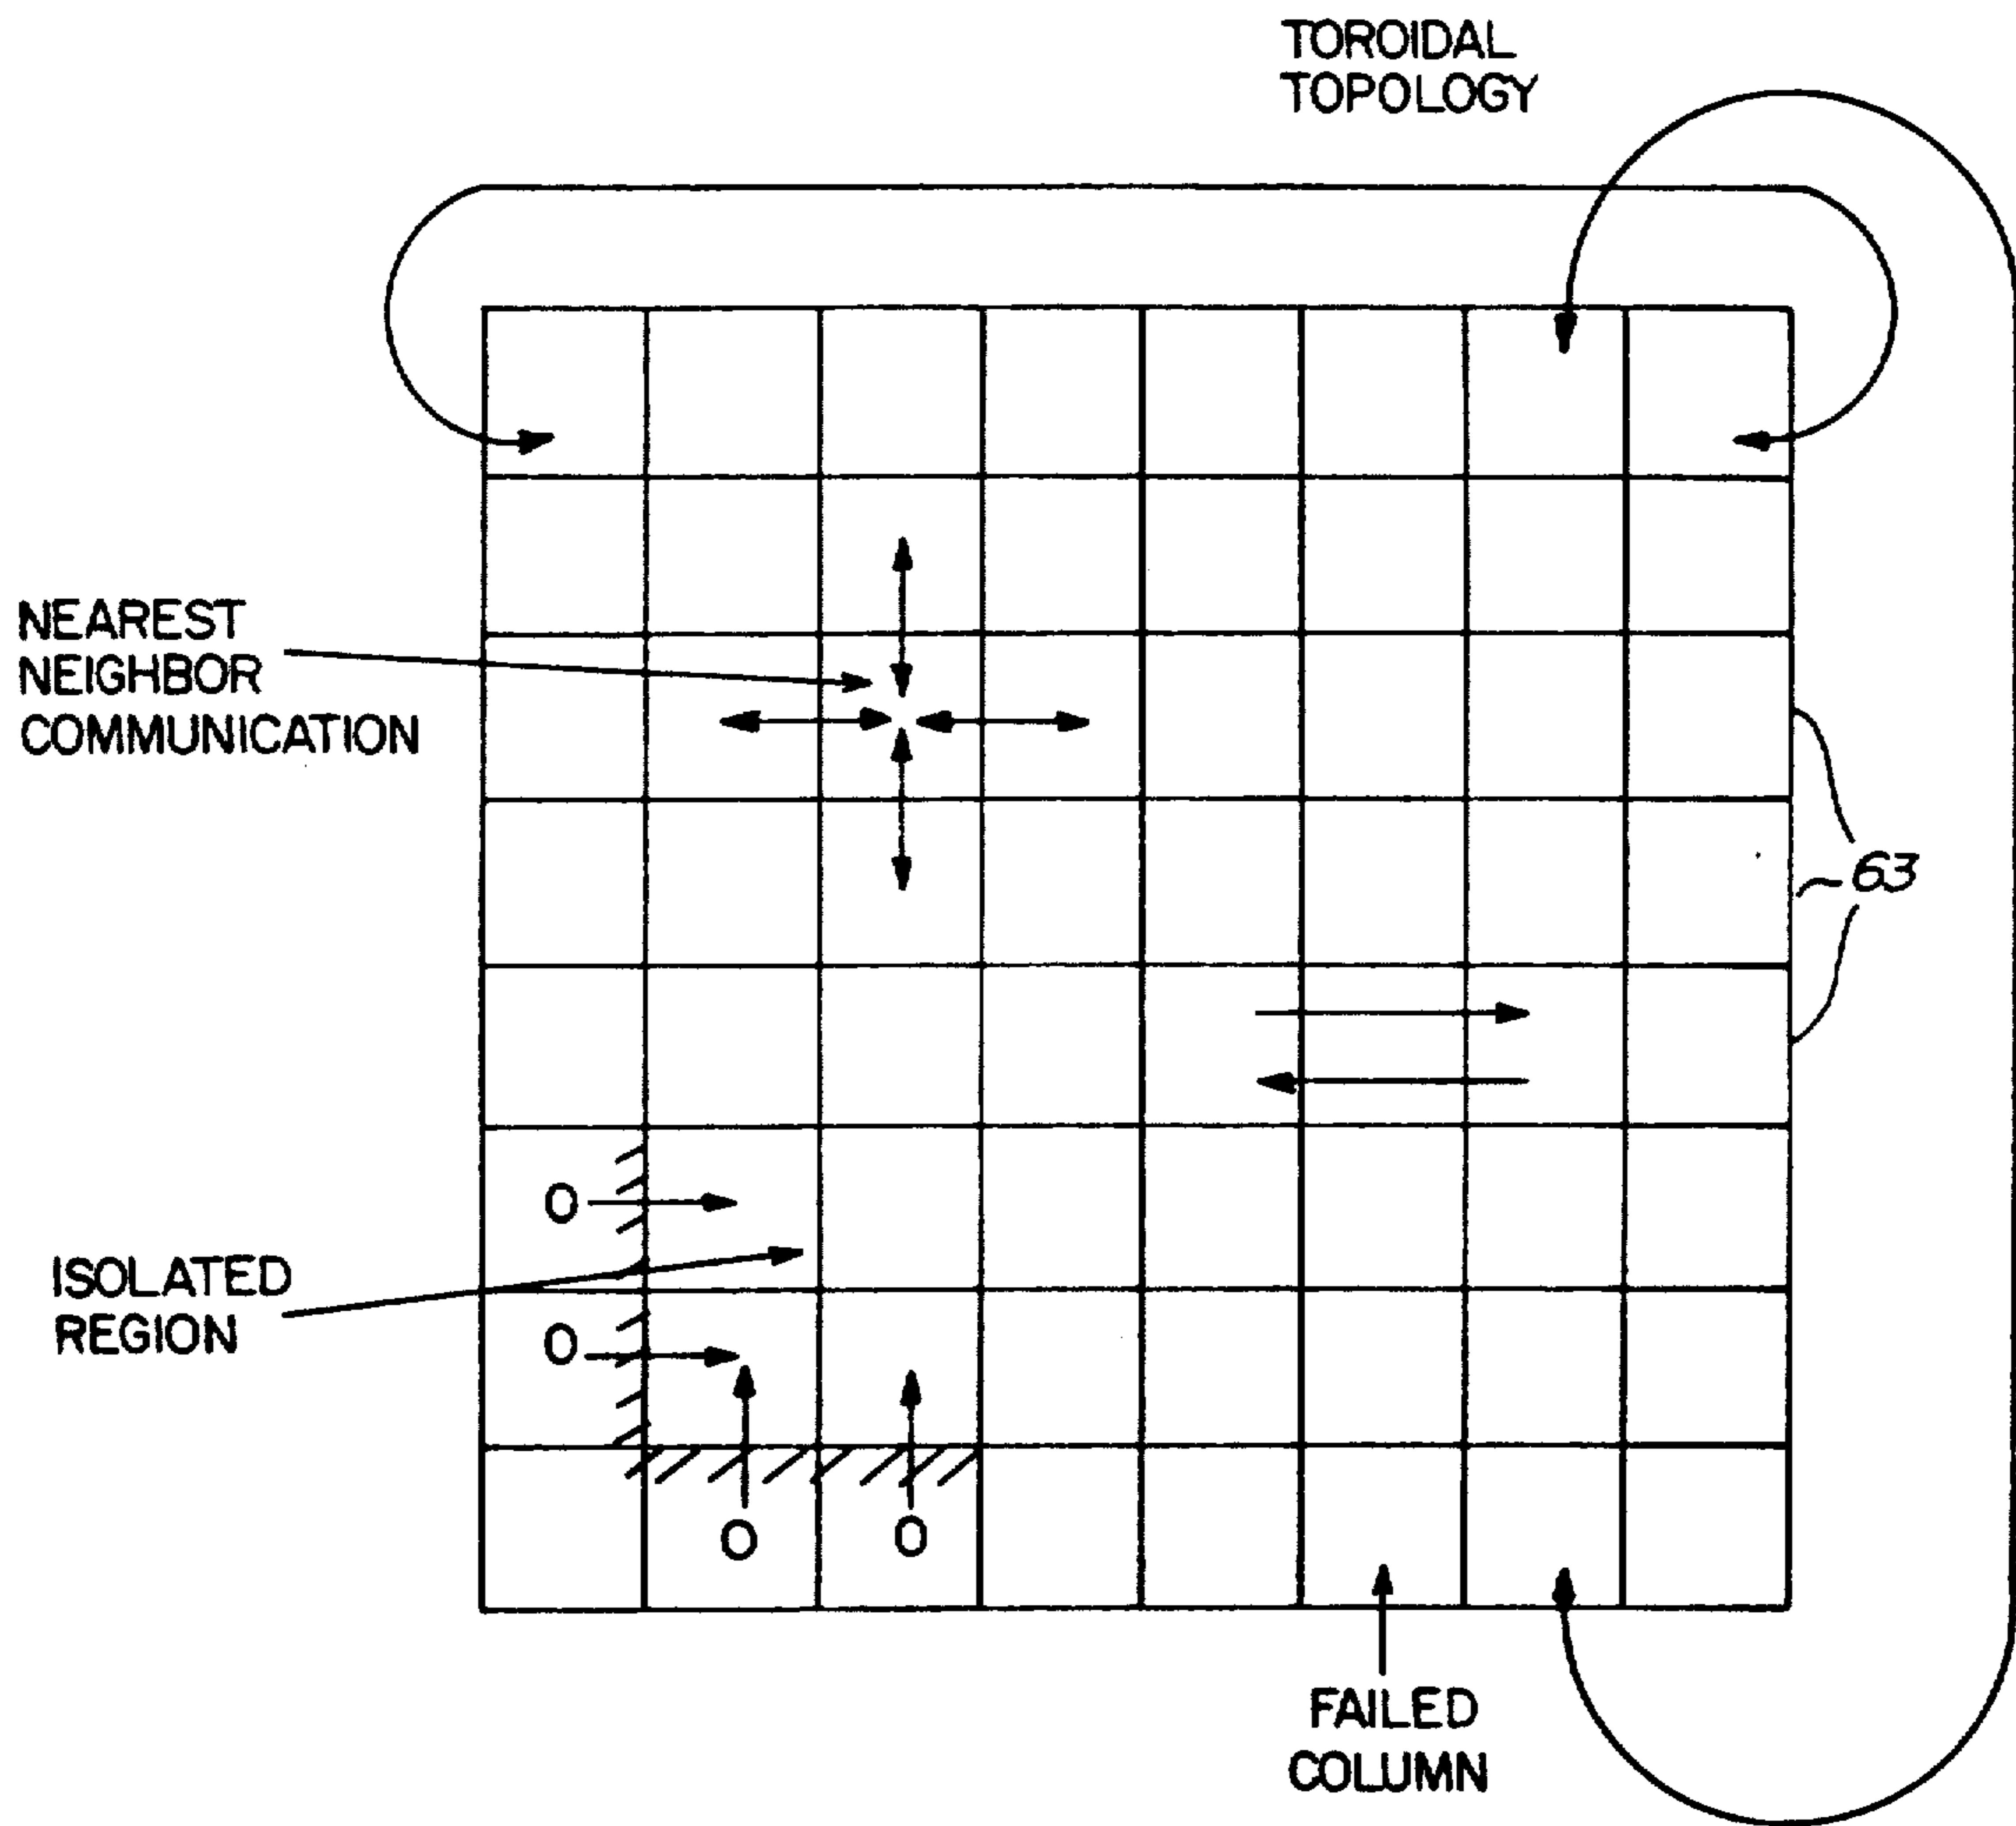 TOROIDAL
TOPOLOGY
NEAREST
NEIGHBOR
COMMUNICATION
63
O
ISOLATED
REGION
O
O
O
FAILED
COLUMN